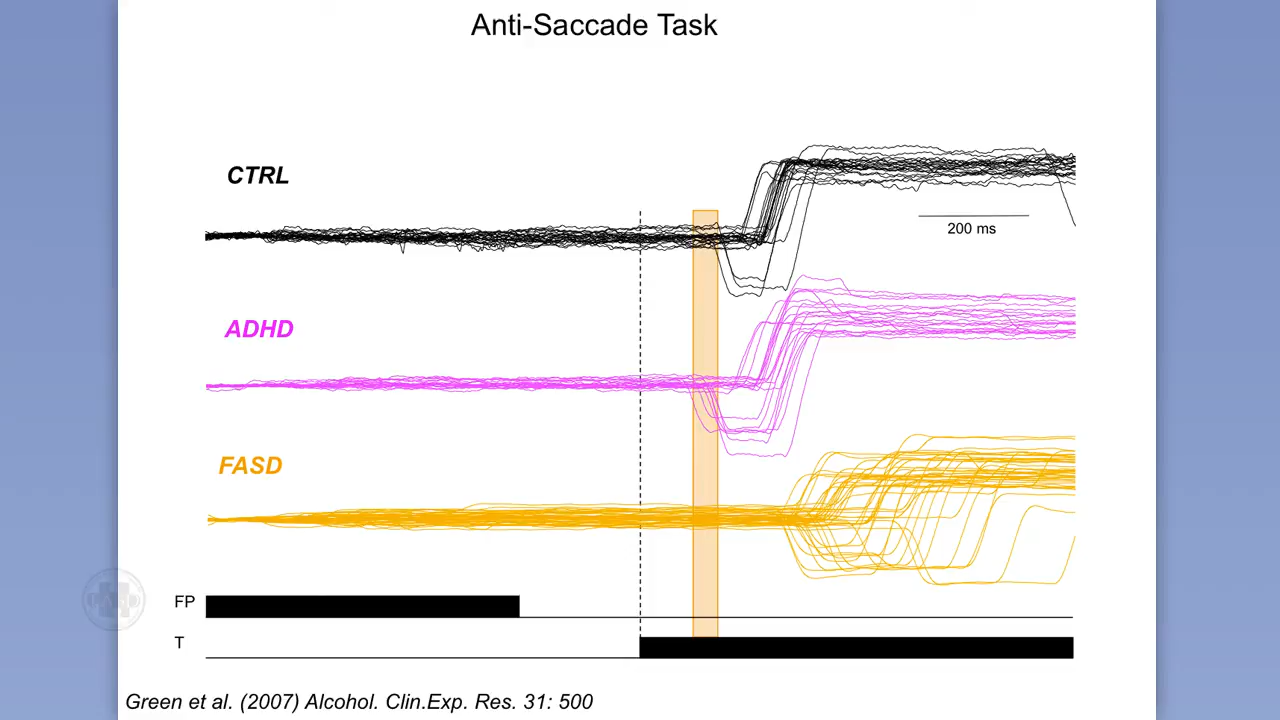 Anti-Saccade Task
CTRL
200 ms
ADHD
FASD
FP
T
Green et al. (2007) Alcohol. Clin.Exp. Res. 31: 500